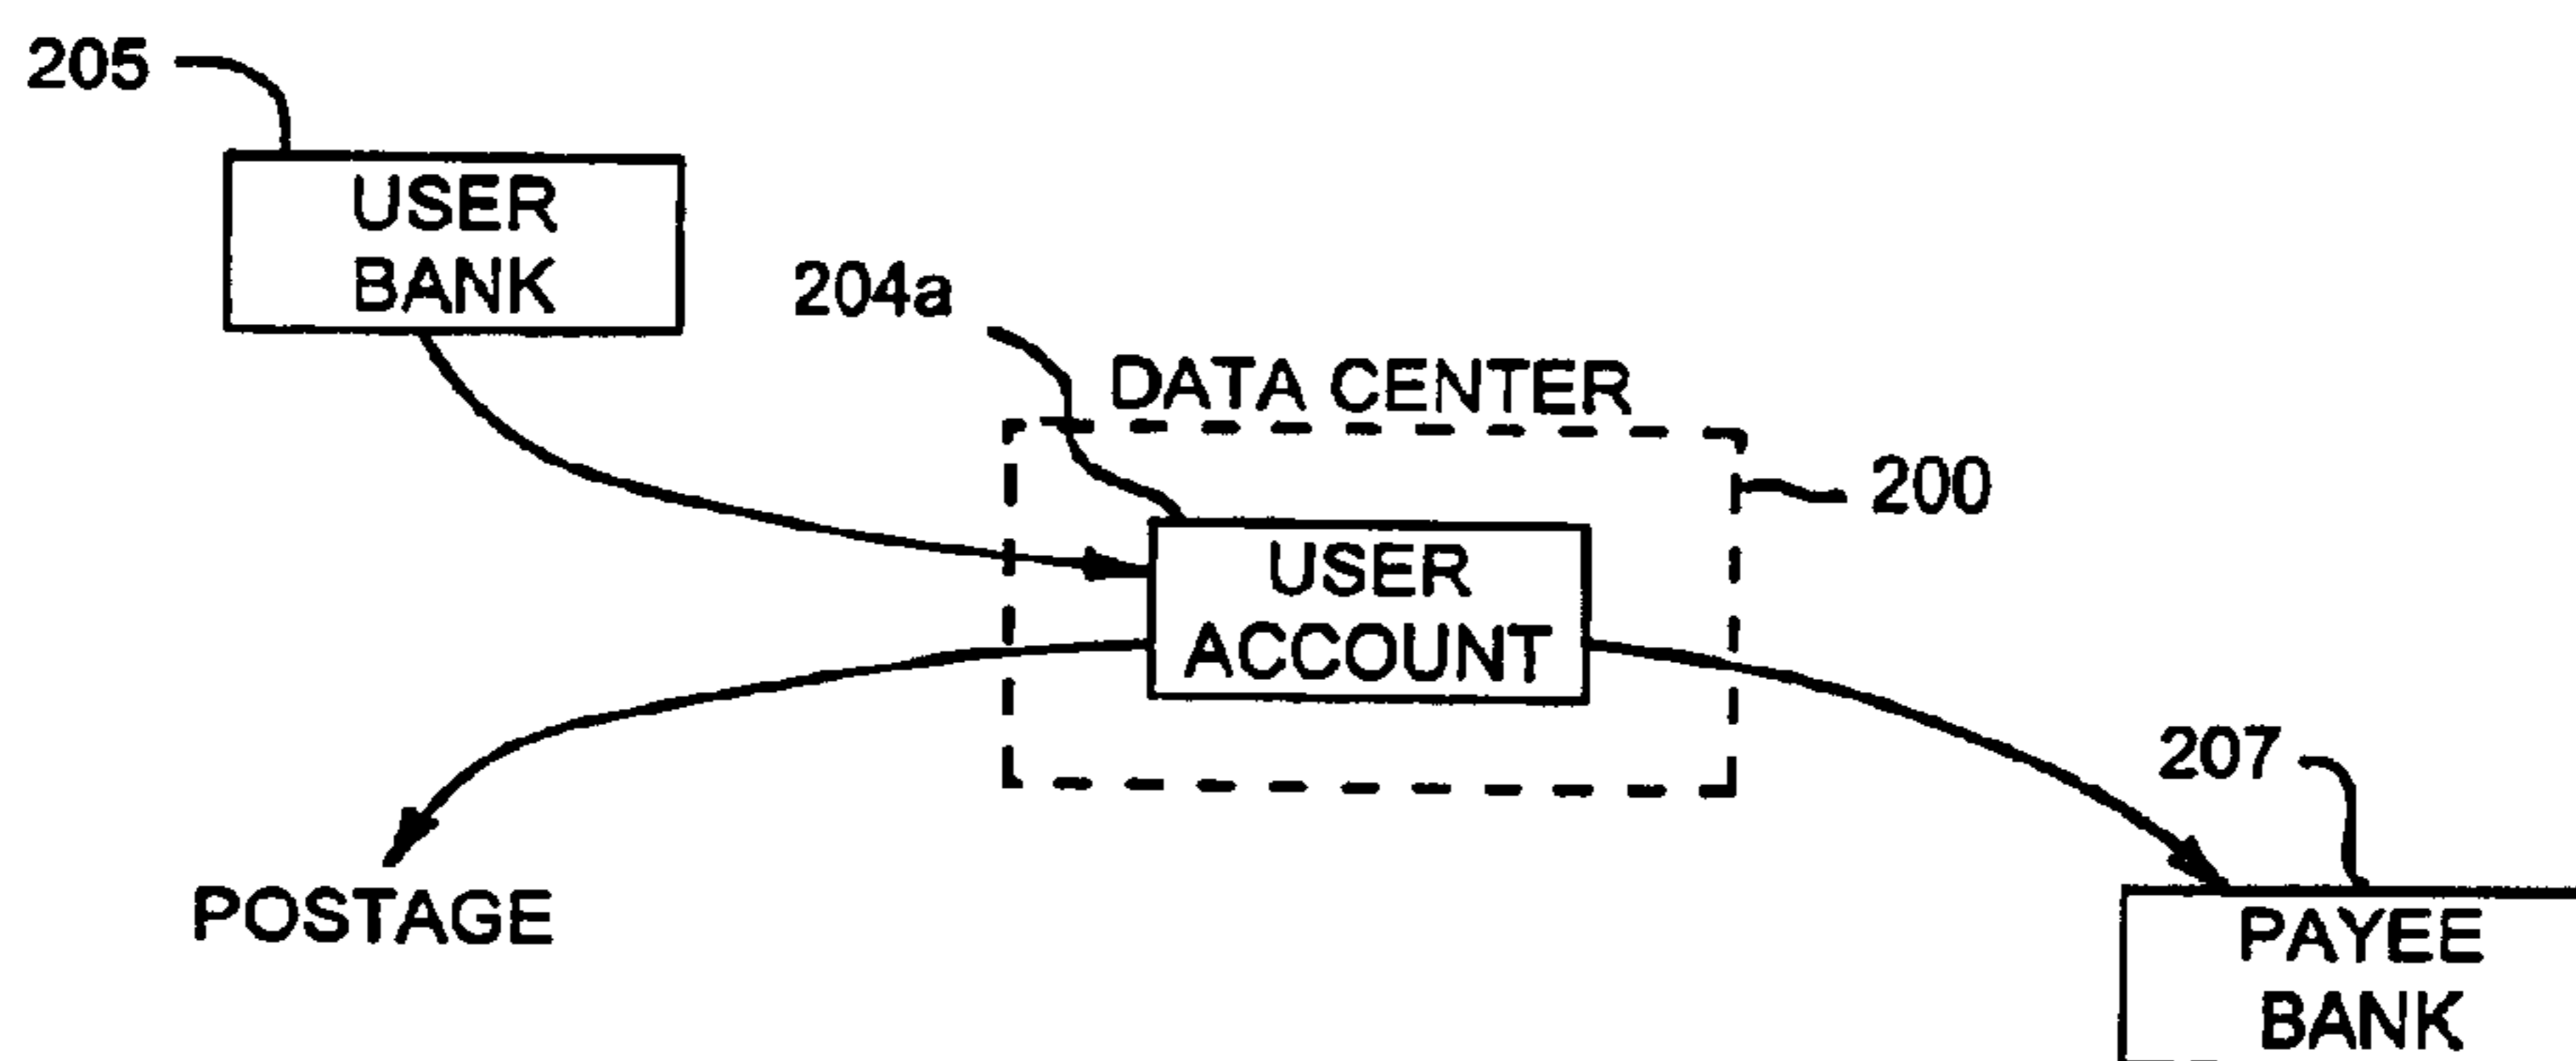 205
USER
BANK
204a
DATA CENTER
200
USER
ACCOUNT
207
POSTAGE
PAYEE
BANK